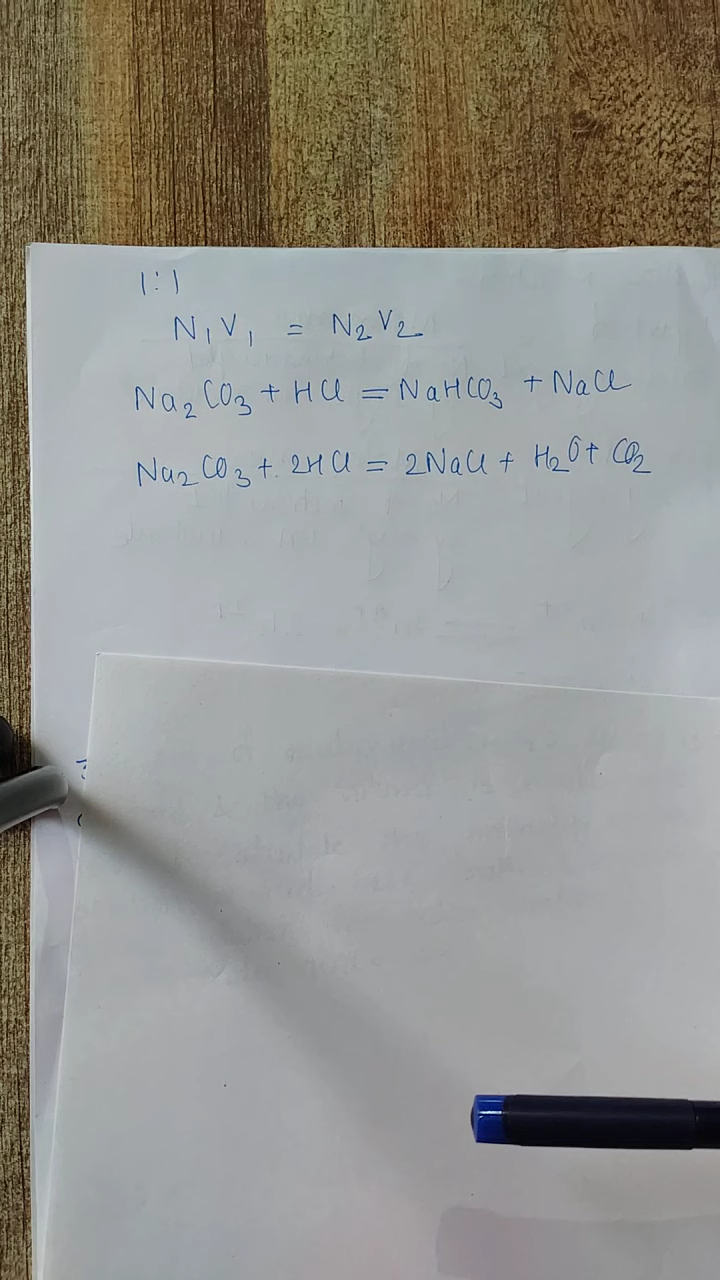 1:1
N₁V₁ = N₂V₂
Na₂CO₃ + HCl = NaHCO₃ + NaCl
Na₂CO₃ + 2HCl = 2NaCl + H₂O + CO₂